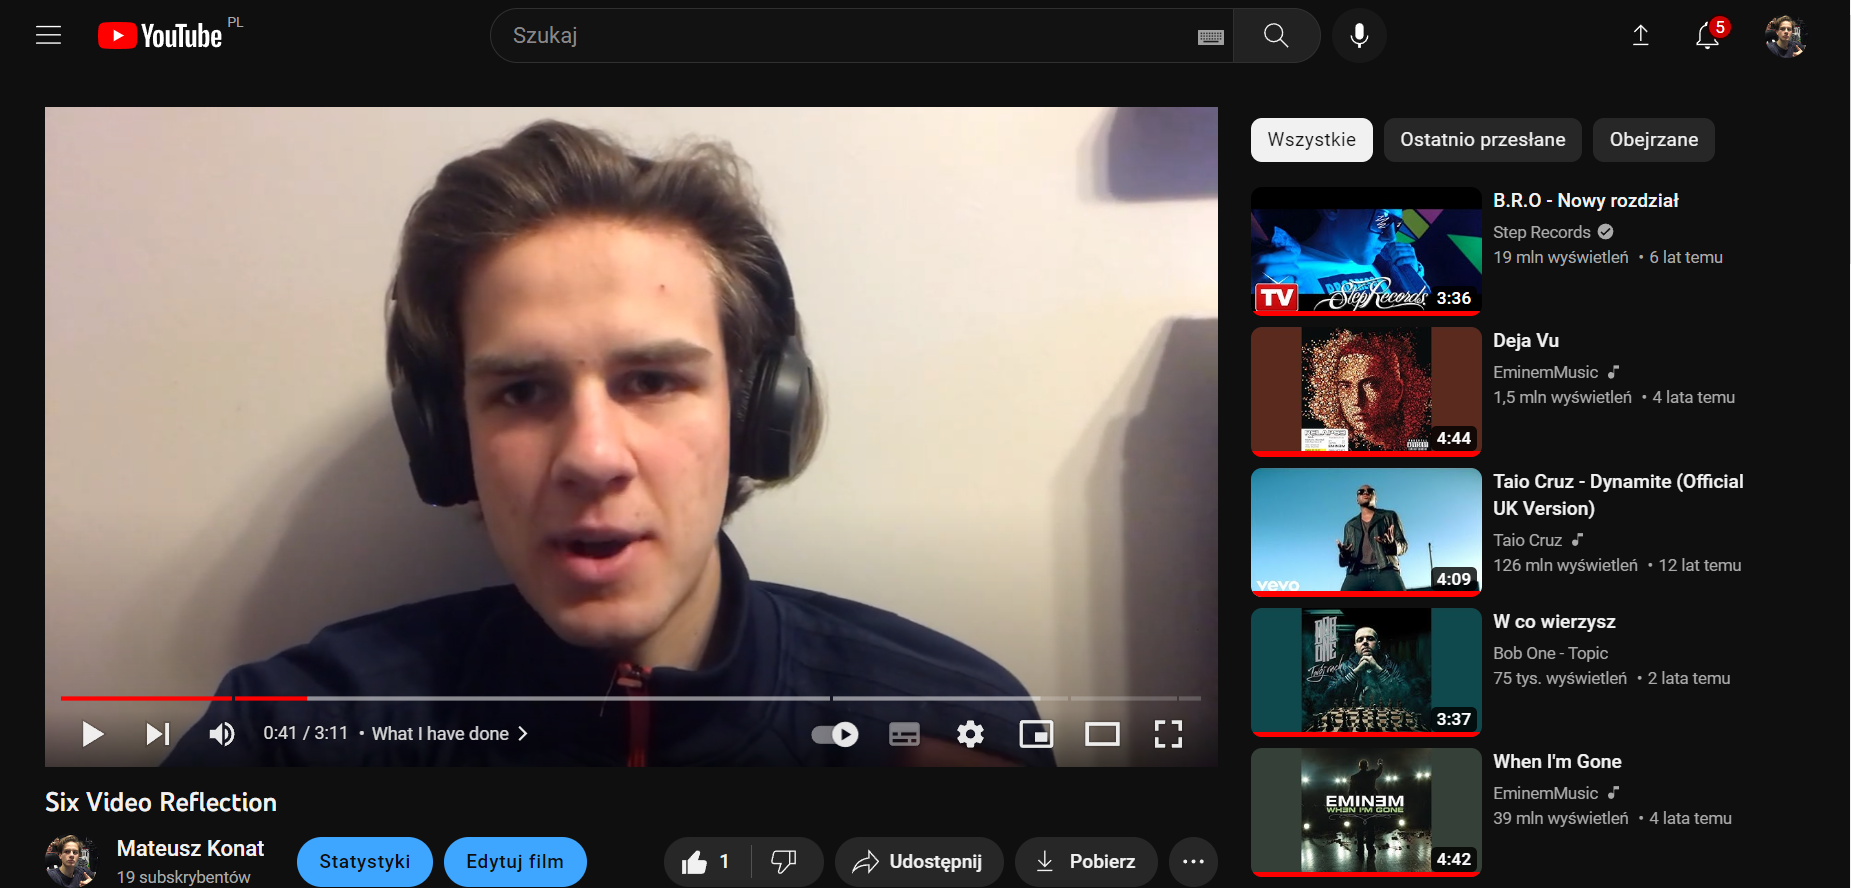 YouTube PL
Szukaj
5
Wszystkie
Ostatnio przesłane
Obejrzane
0:41 / 3:11 • What I have done
Six Video Reflection
Mateusz Konat
19 subskrybentów
Statystyki
Edytuj film
1
Udostępnij
Pobierz
TV
StepRecords
3:36
B.R.O - Nowy rozdział
Step Records
19 mln wyświetleń • 6 lat temu
4:44
Deja Vu
EminemMusic
1,5 mln wyświetleń • 4 lata temu
vevo
4:09
Taio Cruz - Dynamite (Official
UK Version)
Taio Cruz
126 mln wyświetleń • 12 lat temu
BOB
ONE
3:37
W co wierzysz
Bob One - Topic
75 tys. wyświetleń • 2 lata temu
EMINƎM
WHEN I'M GONE
4:42
When I'm Gone
EminemMusic
39 mln wyświetleń • 4 lata temu